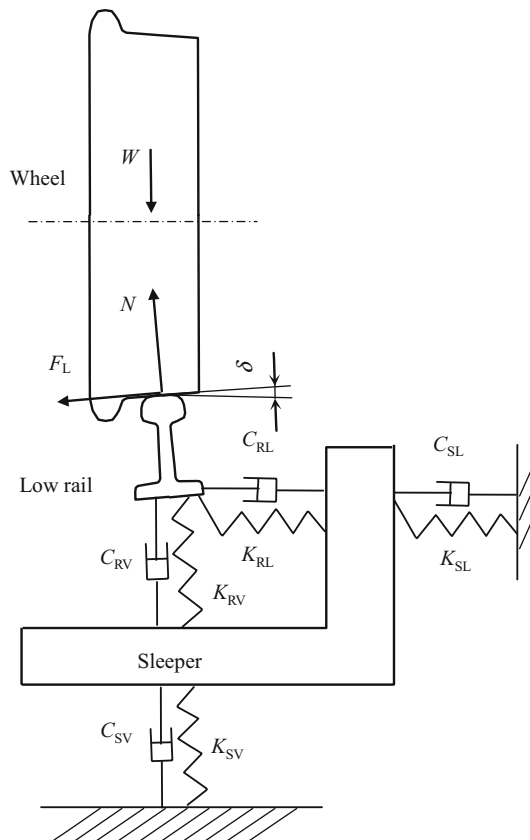 W
Wheel
N
F_L
δ
C_RL
C_SL
Low rail
K_RL
K_SL
C_RV
K_RV
Sleeper
C_SV
K_SV